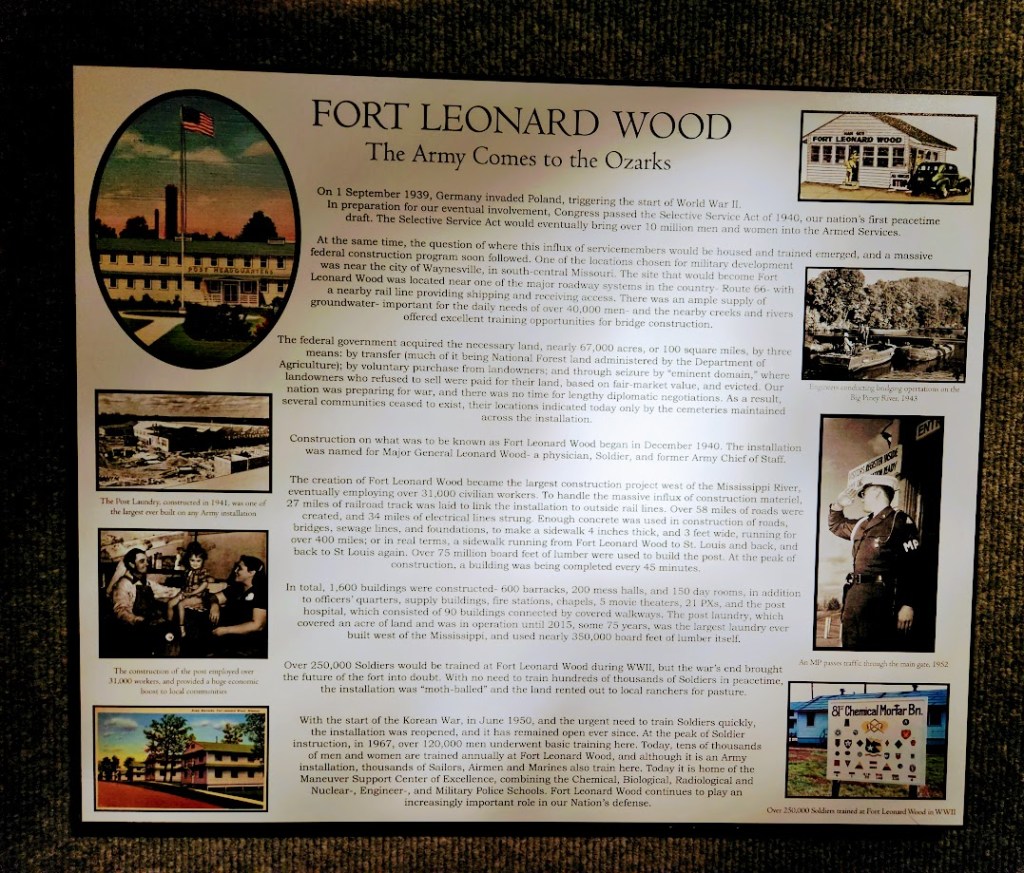 FORT LEONARD WOOD
The Army Comes to the Ozarks
On 1 September 1939, Germany invaded Poland, triggering the start of World War II.
In preparation for our eventual involvement, Congress passed the Selective Service Act of 1940, our nation's first peacetime
draft. The Selective Service Act would eventually bring over 10 million men and women into the Armed Services.
At the same time, the question of where this influx of servicemembers would be housed and trained emerged, and a massive
federal construction program soon followed. One of the locations chosen for military development
was near the city of Waynesville, in south-central Missouri. The site that would become Fort
Leonard Wood was located near one of the major roadway systems in the country- Route 66- with
a nearby rail line providing shipping and receiving access. There was an ample supply of
groundwater- important for the daily needs of over 40,000 men- and the nearby creeks and rivers
offered excellent training opportunities for bridge construction.
The federal government acquired the necessary land, nearly 67,000 acres, or 100 square miles, by three
means: by transfer (much of it being National Forest land administered by the Department of
Agriculture); by voluntary purchase from landowners; and through seizure by "eminent domain," where
landowners who refused to sell were paid for their land, based on fair-market value, and evicted. Our
nation was preparing for war, and there was no time for lengthy diplomatic negotiations. As a result,
several communities ceased to exist, their locations indicated today only by the cemeteries maintained
across the installation.
Construction on what was to be known as Fort Leonard Wood began in December 1940. The installation
was named for Major General Leonard Wood- a physician, Soldier, and former Army Chief of Staff.
The creation of Fort Leonard Wood became the largest construction project west of the Mississippi River,
eventually employing over 31,000 civilian workers. To handle the massive influx of construction materiel,
27 miles of railroad track was laid to link the installation to outside rail lines. Over 58 miles of roads were
created, and 34 miles of electrical lines strung. Enough concrete was used in construction of roads,
bridges, sewage lines, and foundations, to make a sidewalk 4 inches thick, and 3 feet wide, running for
over 400 miles; or in real terms, a sidewalk running from Fort Leonard Wood to St. Louis and back, and
back to St Louis again. Over 75 million board feet of lumber were used to build the post. At the peak of
construction, a building was being completed every 45 minutes.
In total, 1,600 buildings were constructed- 600 barracks, 200 mess halls, and 150 day rooms, in addition
to officers' quarters, supply buildings, fire stations, chapels, 5 movie theaters, 21 PXs, and the post
hospital, which consisted of 90 buildings connected by covered walkways. The post laundry, which
covered an acre of land and was in operation until 2015, some 75 years, was the largest laundry ever
built west of the Mississippi, and used nearly 350,000 board feet of lumber itself.
Over 250,000 Soldiers would be trained at Fort Leonard Wood during WWII, but the war's end brought
the future of the fort into doubt. With no need to train hundreds of thousands of Soldiers in peacetime,
the installation was "moth-balled" and the land rented out to local ranchers for pasture.
With the start of the Korean War, in June 1950, and the urgent need to train Soldiers quickly,
the installation was reopened, and it has remained open ever since. At the peak of Soldier
instruction, in 1967, over 120,000 men underwent basic training here. Today, tens of thousands
of men and women are trained annually at Fort Leonard Wood, and although it is an Army
installation, thousands of Sailors, Airmen and Marines also train here. Today it is home of the
Maneuver Support Center of Excellence, combining the Chemical, Biological, Radiological and
Nuclear-, Engineer-, and Military Police Schools. Fort Leonard Wood continues to play an
increasingly important role in our Nation's defense.
POST HEADQUARTERS
The Post Laundry, constructed in 1941, was one of
the largest ever built on any Army installation
The construction of the post employed over
31,000 workers, and provided a huge economic
boost to local communities
FORT LEONARD WOOD
Engineers conducting bridging operations on the
Big Piney River, 1943
REGISTER INSIDE
MP
An MP passes traffic through the main gate, 1952
81st Chemical Mortar Bn.
Over 250,000 Soldiers trained at Fort Leonard Wood in WWII